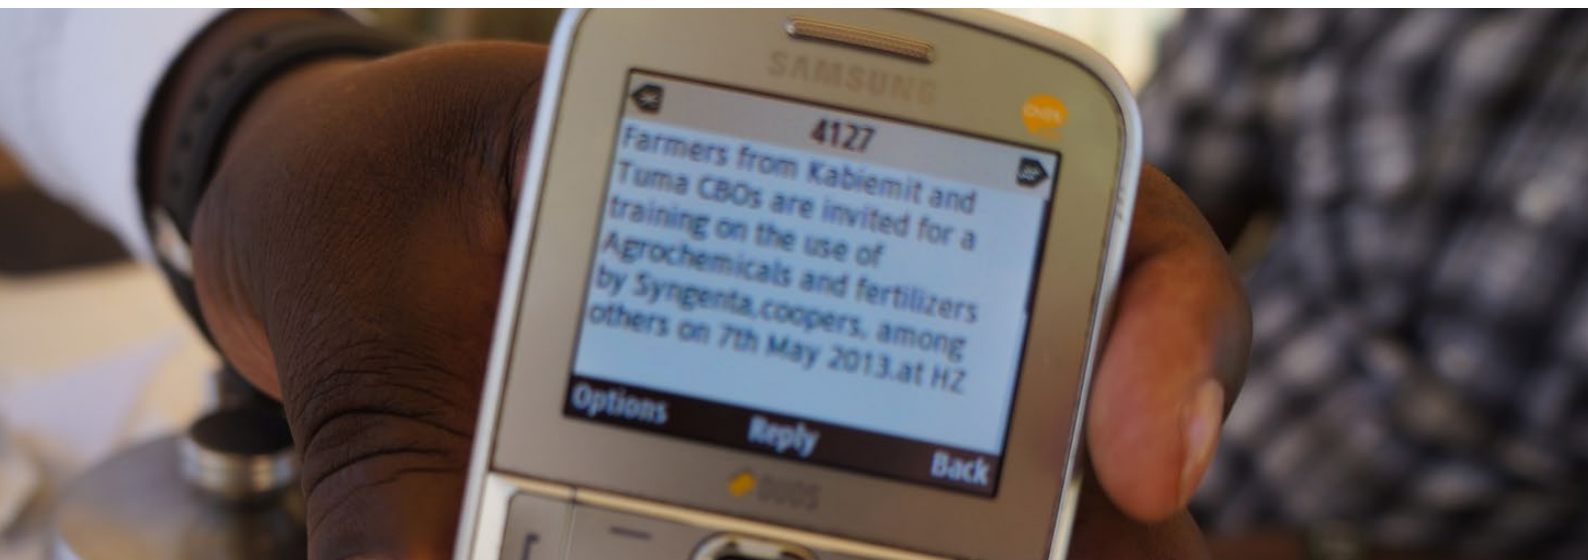 SAMSUNG
4127
Farmers from Kabiemit and
Tuma CBOs are invited for a
training on the use of
Agrochemicals and fertilizers
by Syngenta,coopers, among
others on 7th May 2013.at HZ
Options Reply Back
DUOS